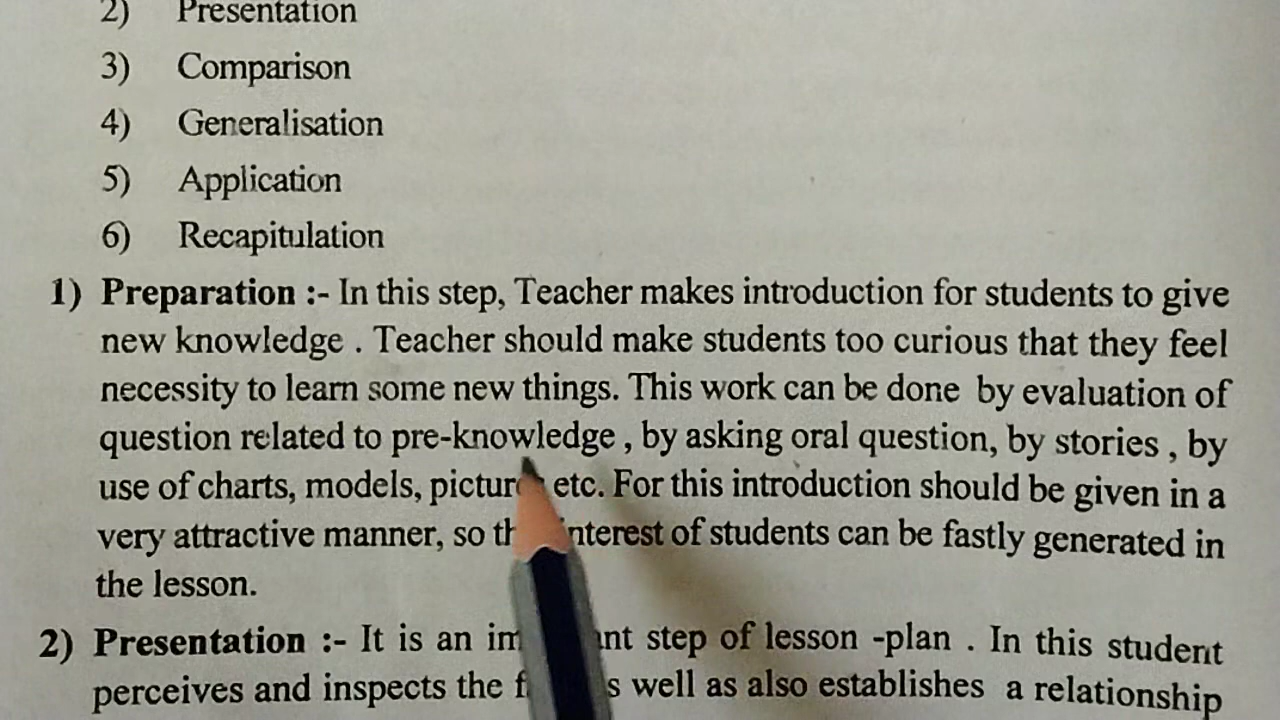 2) Presentation
3) Comparison
4) Generalisation
5) Application
6) Recapitulation
1) Preparation :- In this step, Teacher makes introduction for students to give
new knowledge . Teacher should make students too curious that they feel
necessity to learn some new things. This work can be done by evaluation of
question related to pre-knowledge , by asking oral question, by stories , by
use of charts, models, etc. For this introduction should be given in a
very attractive manner, so interest of students can be fastly generated in
the lesson.
2) Presentation :- It is an step of lesson -plan . In this student
perceives and inspects the well as also establishes a relationship